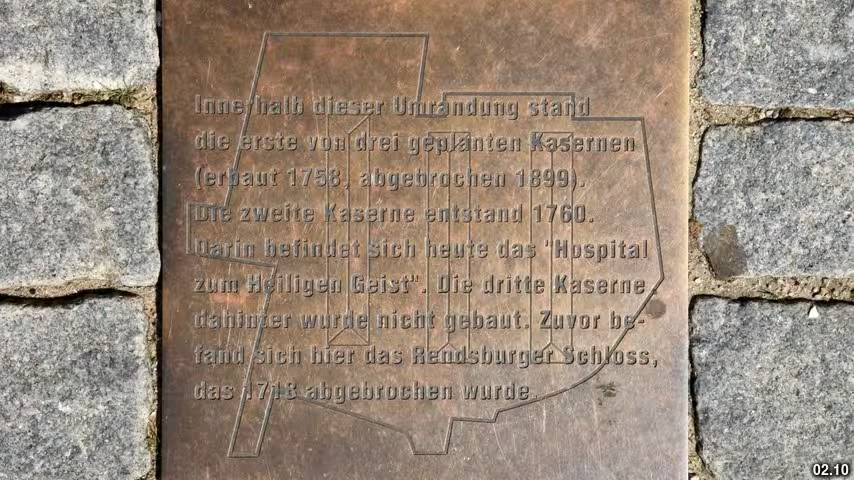 Innerhalb dieser Umrandung stand
die erste von drei geplanten Kasernen
(erbaut 1758, abgebrochen 1899).
Die zweite Kaserne entstand 1760.
Darin befindet sich heute das "Hospital
zum Heiligen Geist". Die dritte Kaserne
dahinter wurde nicht gebaut. Zuvor be-
fand sich hier das Rendsburger Schloss,
das 1718 abgebrochen wurde.
02.10